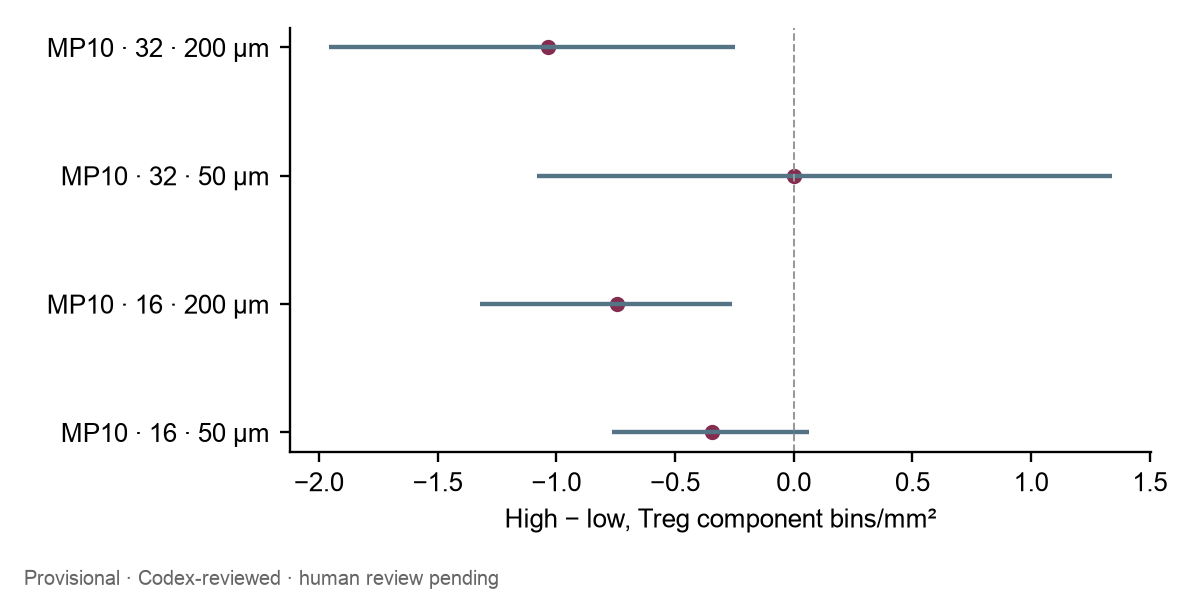 MP10 · 32 · 200 µm
MP10 · 32 · 50 µm
MP10 · 16 · 200 µm
MP10 · 16 · 50 µm
−2.0 −1.5 −1.0 −0.5 0.0 0.5 1.0 1.5
High − low, Treg component bins/mm²
Provisional · Codex-reviewed · human review pending